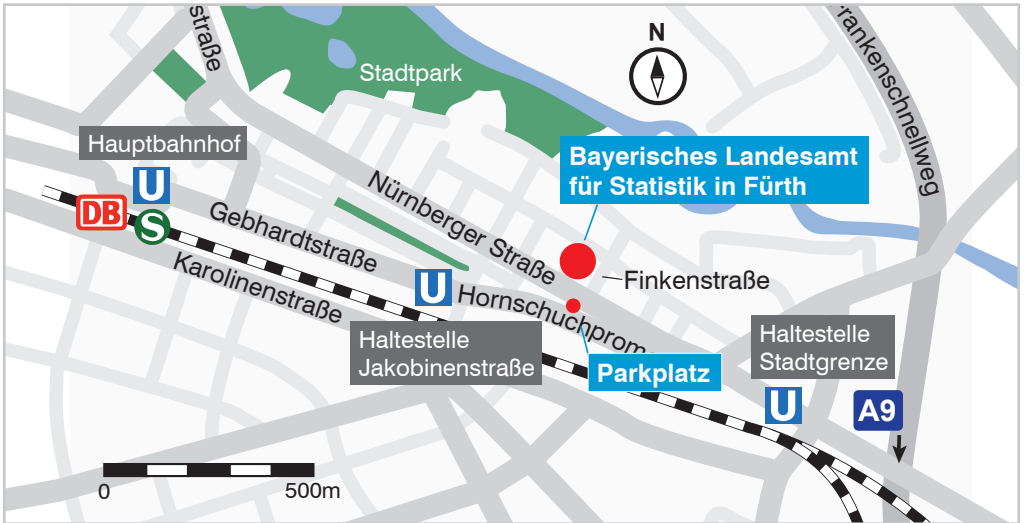 straße
Frankenschnellweg
N
Stadtpark
Hauptbahnhof
U
DB
S
Bayerisches Landesamt
für Statistik in Fürth
Nürnberger Straße
Gebhardtstraße
Karolinenstraße
Finkenstraße
U
Hornschuchprom
Haltestelle
Jakobinenstraße
Parkplatz
Haltestelle
Stadtgrenze
U
A9
0
500m